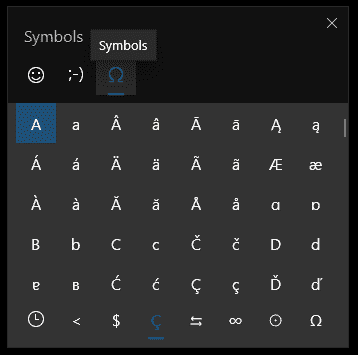 Symbols
Symbols
;-) Ω
A a Â â Ā ā Ą ą
Á á Ä ä Ã ã Æ æ
À à Ă ă Å å ɑ ɒ
B b C c Č č D d
ɐ ʙ Ć ć Ç ç Ď ď
< $ Ç ⇆ ∞ ⊙ Ω